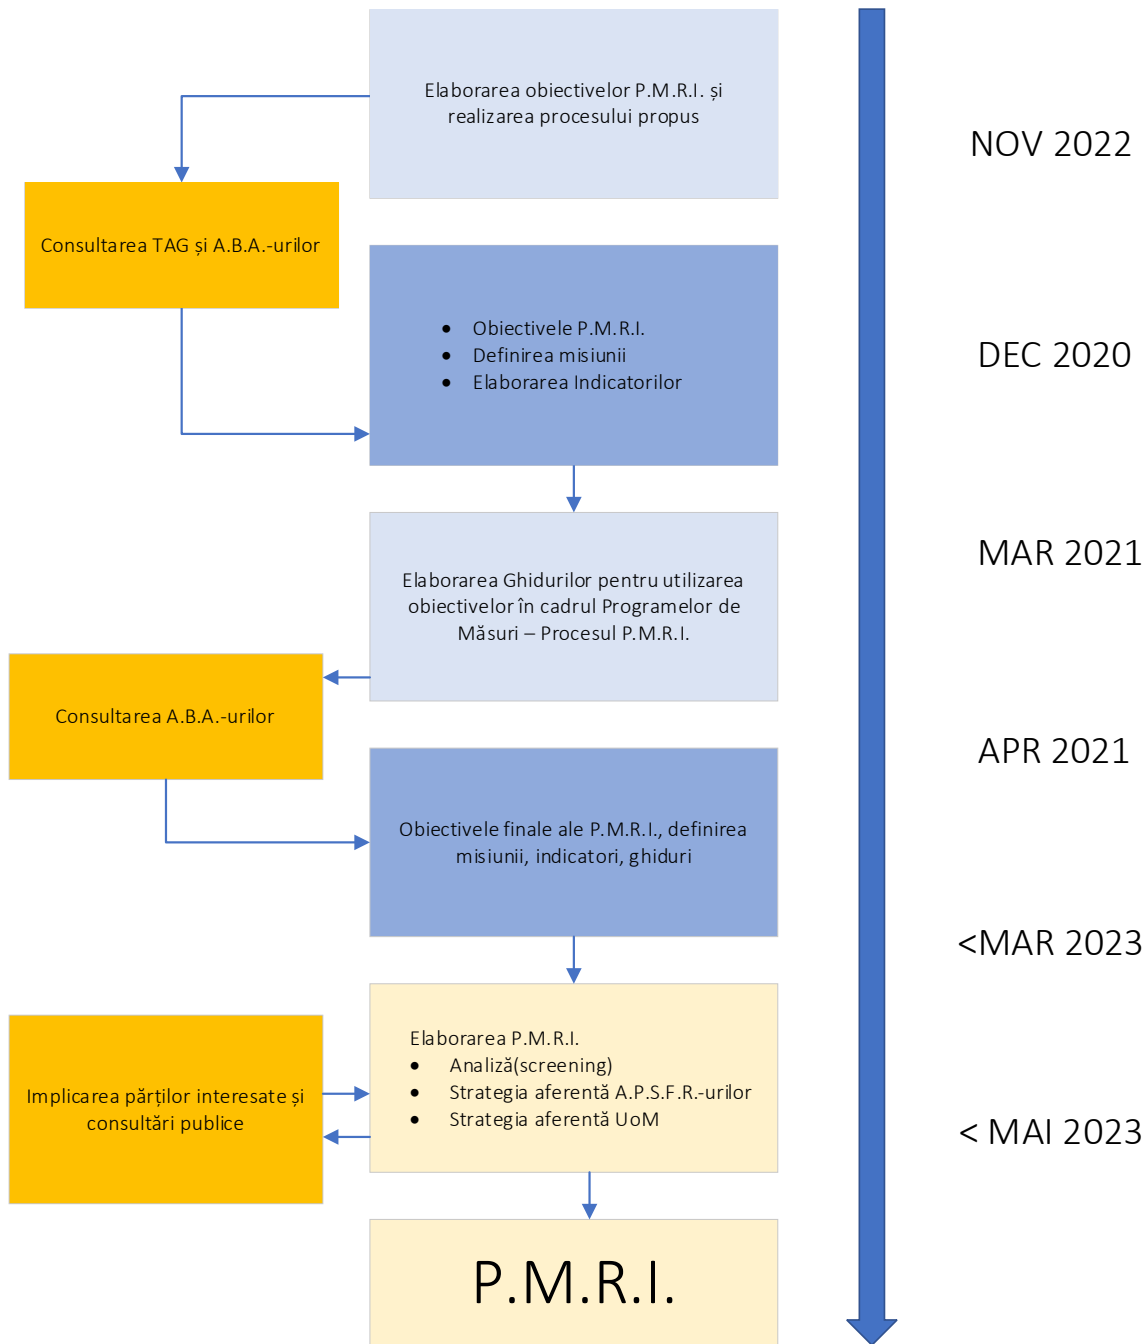 Elaborarea obiectivelor P.M.R.I. și
realizarea procesului propus
NOV 2022
Consultarea TAG și A.B.A.-urilor
• Obiectivele P.M.R.I.
• Definirea misiunii
• Elaborarea Indicatorilor
DEC 2020
Elaborarea Ghidurilor pentru utilizarea
obiectivelor în cadrul Programelor de
Măsuri – Procesul P.M.R.I.
MAR 2021
Consultarea A.B.A.-urilor
APR 2021
Obiectivele finale ale P.M.R.I., definirea
misiunii, indicatori, ghiduri
<MAR 2023
Implicarea părților interesate și
consultări publice
Elaborarea P.M.R.I.
• Analiză(screening)
• Strategia aferentă A.P.S.F.R.-urilor
• Strategia aferentă UoM
< MAI 2023
P.M.R.I.